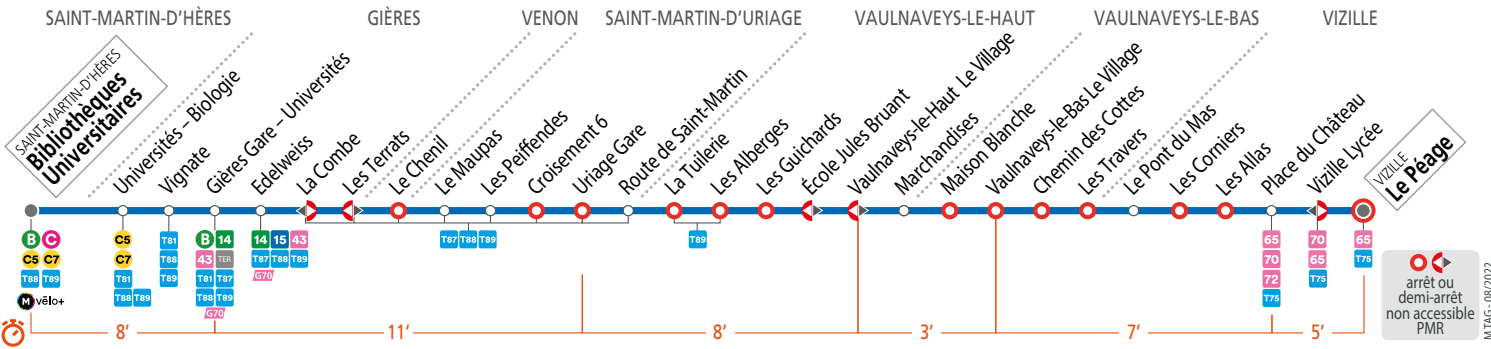 SAINT-MARTIN-D'HÈRES
GIÈRES
VENON
SAINT-MARTIN-D'URIAGE
VAULNAVEYS-LE-HAUT
VAULNAVEYS-LE-BAS
VIZILLE
SAINT-MARTIN-D'HÈRES
Bibliothèques
Universitaires
Universités – Biologie
Vignate
Gières Gare – Universités
Edelweiss
La Combe
Les Terrats
Le Chenil
Le Maupas
Les Peiffendes
Croisement 6
Uriage Gare
Route de Saint-Martin
La Tuilerie
Les Alberges
Les Guichards
École Jules Bruant
Vaulnaveys-le-Haut Le Village
Marchandises
Maison Blanche
Vaulnaveys-le-Bas Le Village
Chemin des Cottes
Les Travers
Le Pont du Mas
Les Corniers
Les Allas
Place du Château
Vizille Lycée
VIZILLE
Le Péage
B C
C5 C7
T88 T89
M vélo+
C5
C7
T81
T88 T89
T81
T88
T89
B 14
43 TER
T81 T87
T88 T89
G70
14 15 43
T87 T88 T89
G70
T87 T88 T89
T89
65
70
72
T75
70
65
T75
65
T75
arrêt ou
demi-arrêt
non accessible
PMR
M TAG - 08/2022
8’
11’
8’
3’
7’
5’